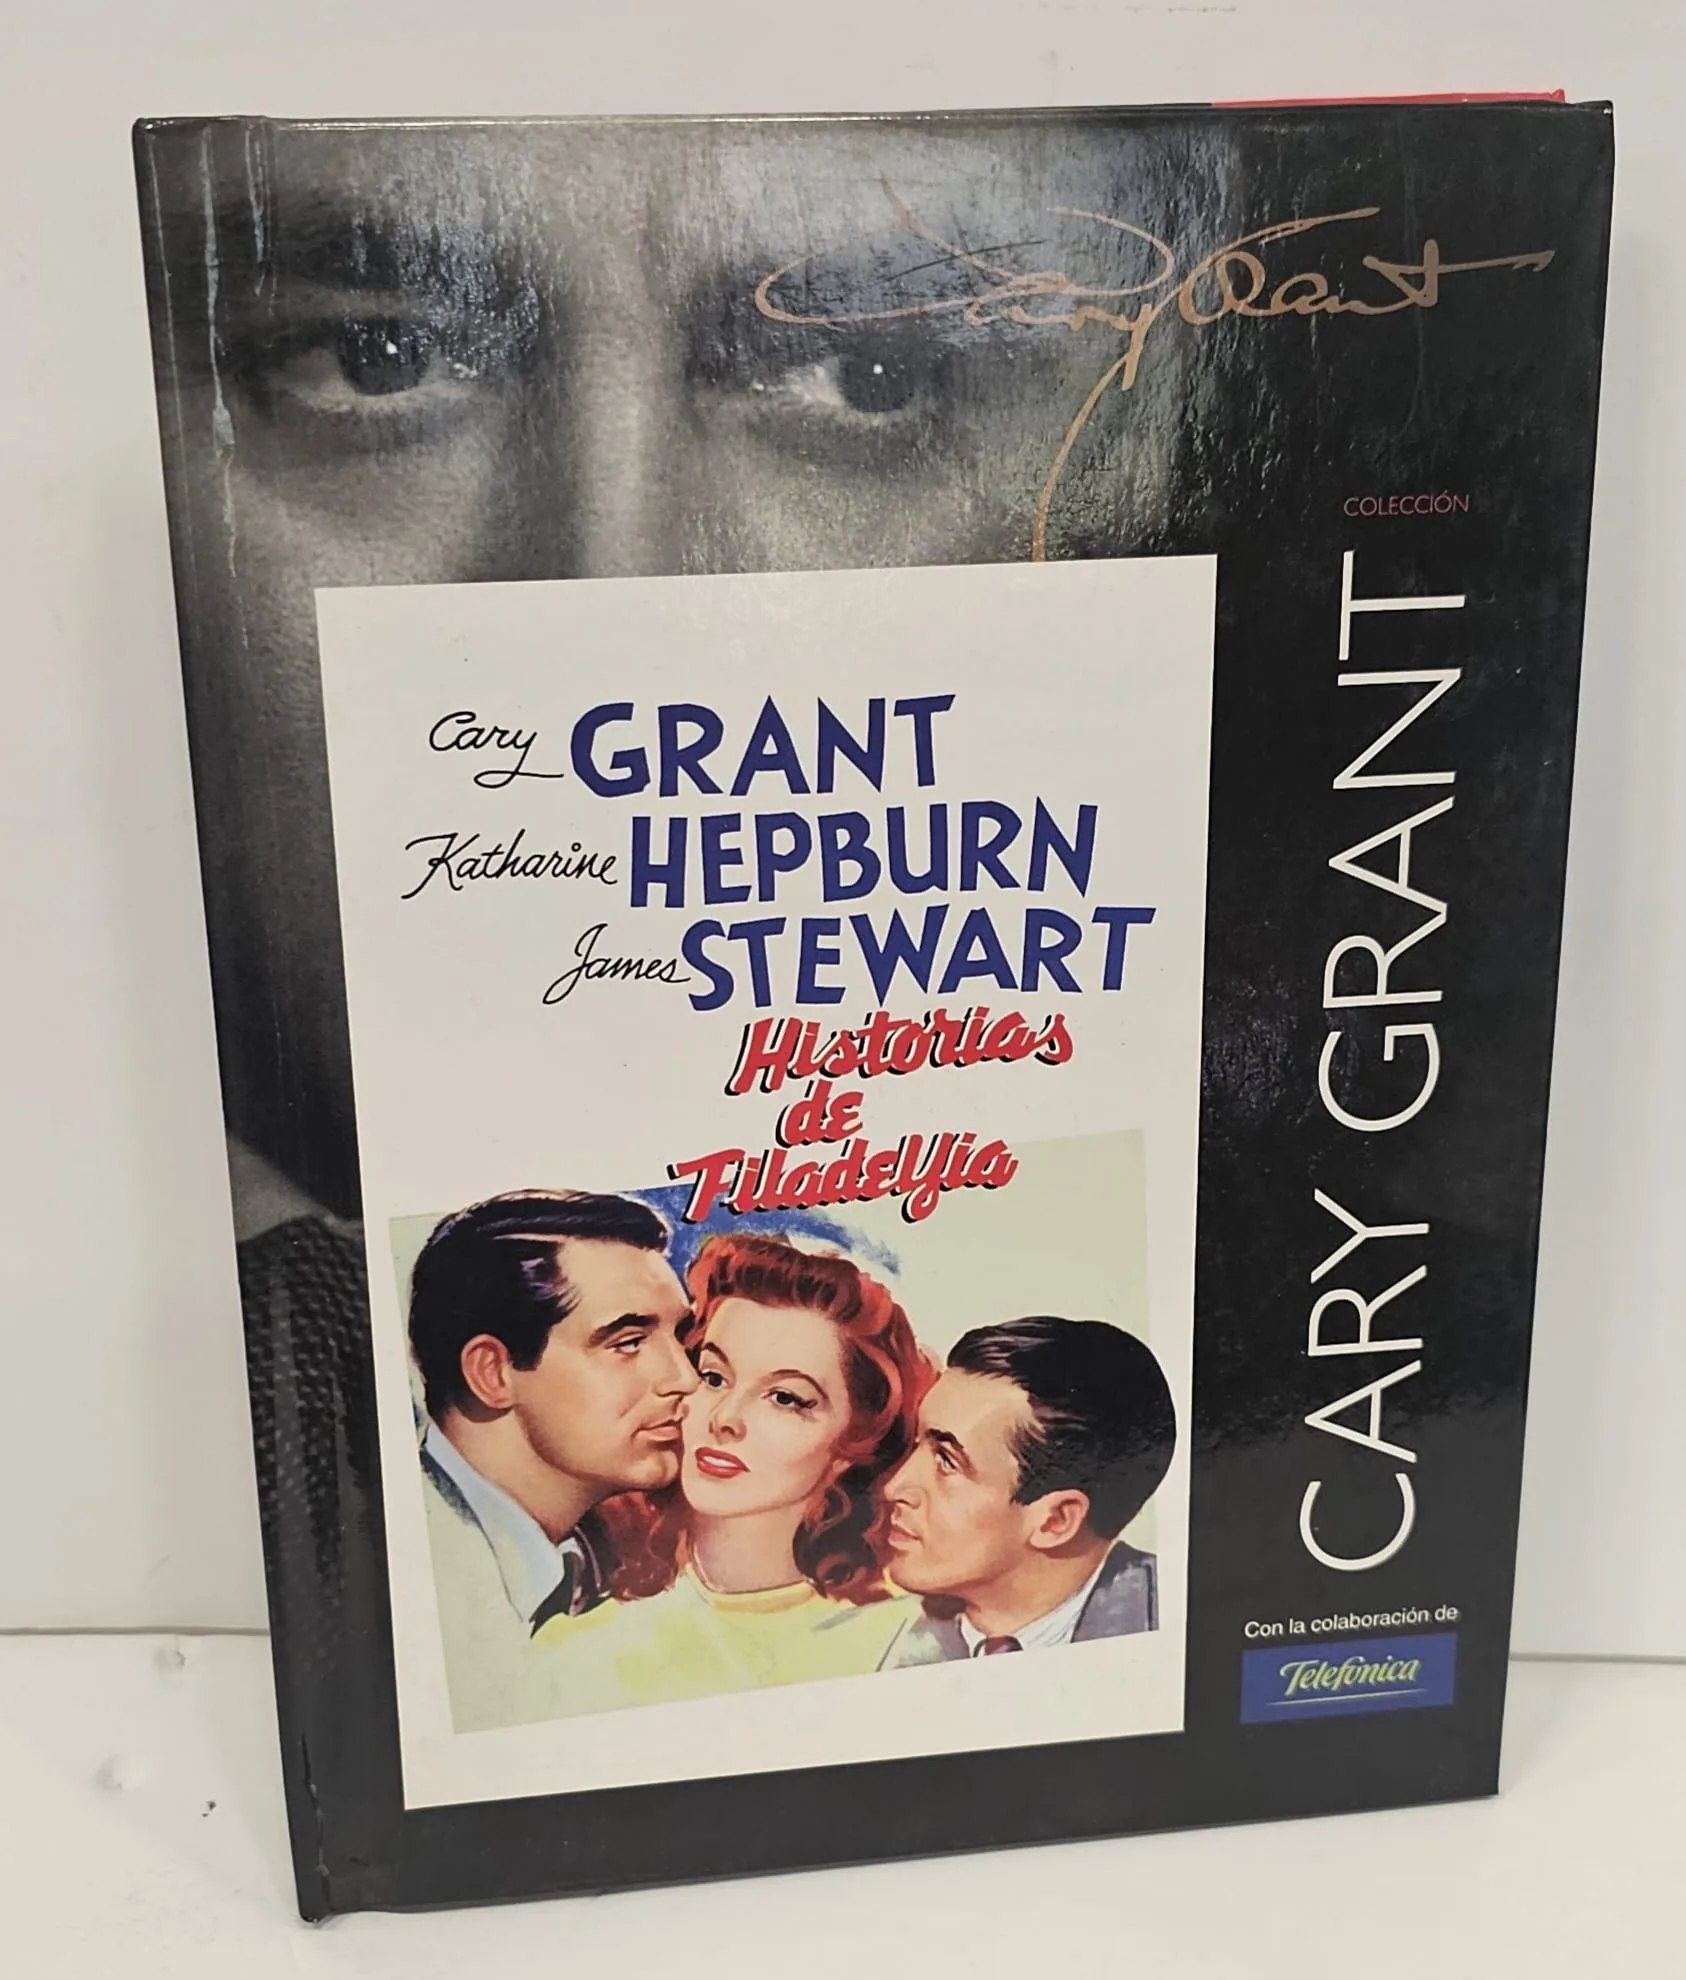 Cary Grant
COLECCIÓN
CARY GRANT
Cary GRANT
Katharine HEPBURN
James STEWART
Historias
de
Filadelfia
Con la colaboración de
Telefónica